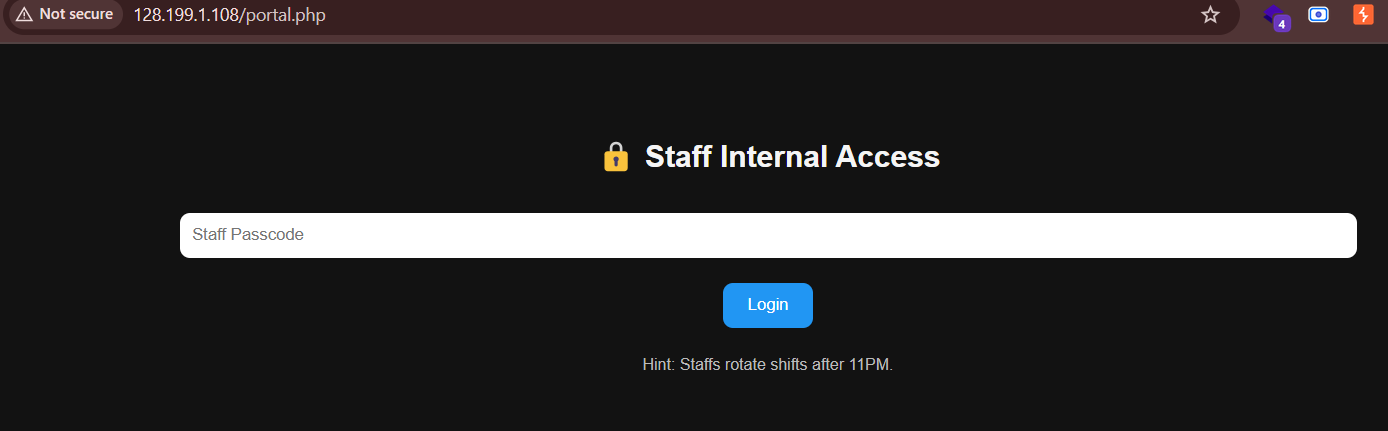 Not secure 128.199.1.108/portal.php
4
Staff Internal Access
Staff Passcode
Login
Hint: Staffs rotate shifts after 11PM.